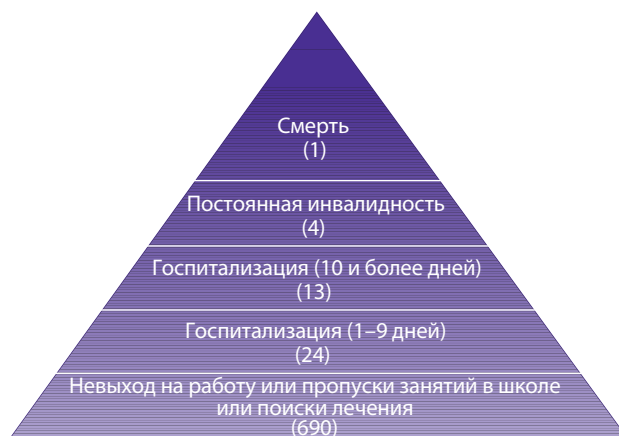 Смерть
(1)
Постоянная инвалидность
(4)
Госпитализация (10 и более дней)
(13)
Госпитализация (1–9 дней)
(24)
Невыход на работу или пропуски занятий в школе
или поиски лечения
(690)